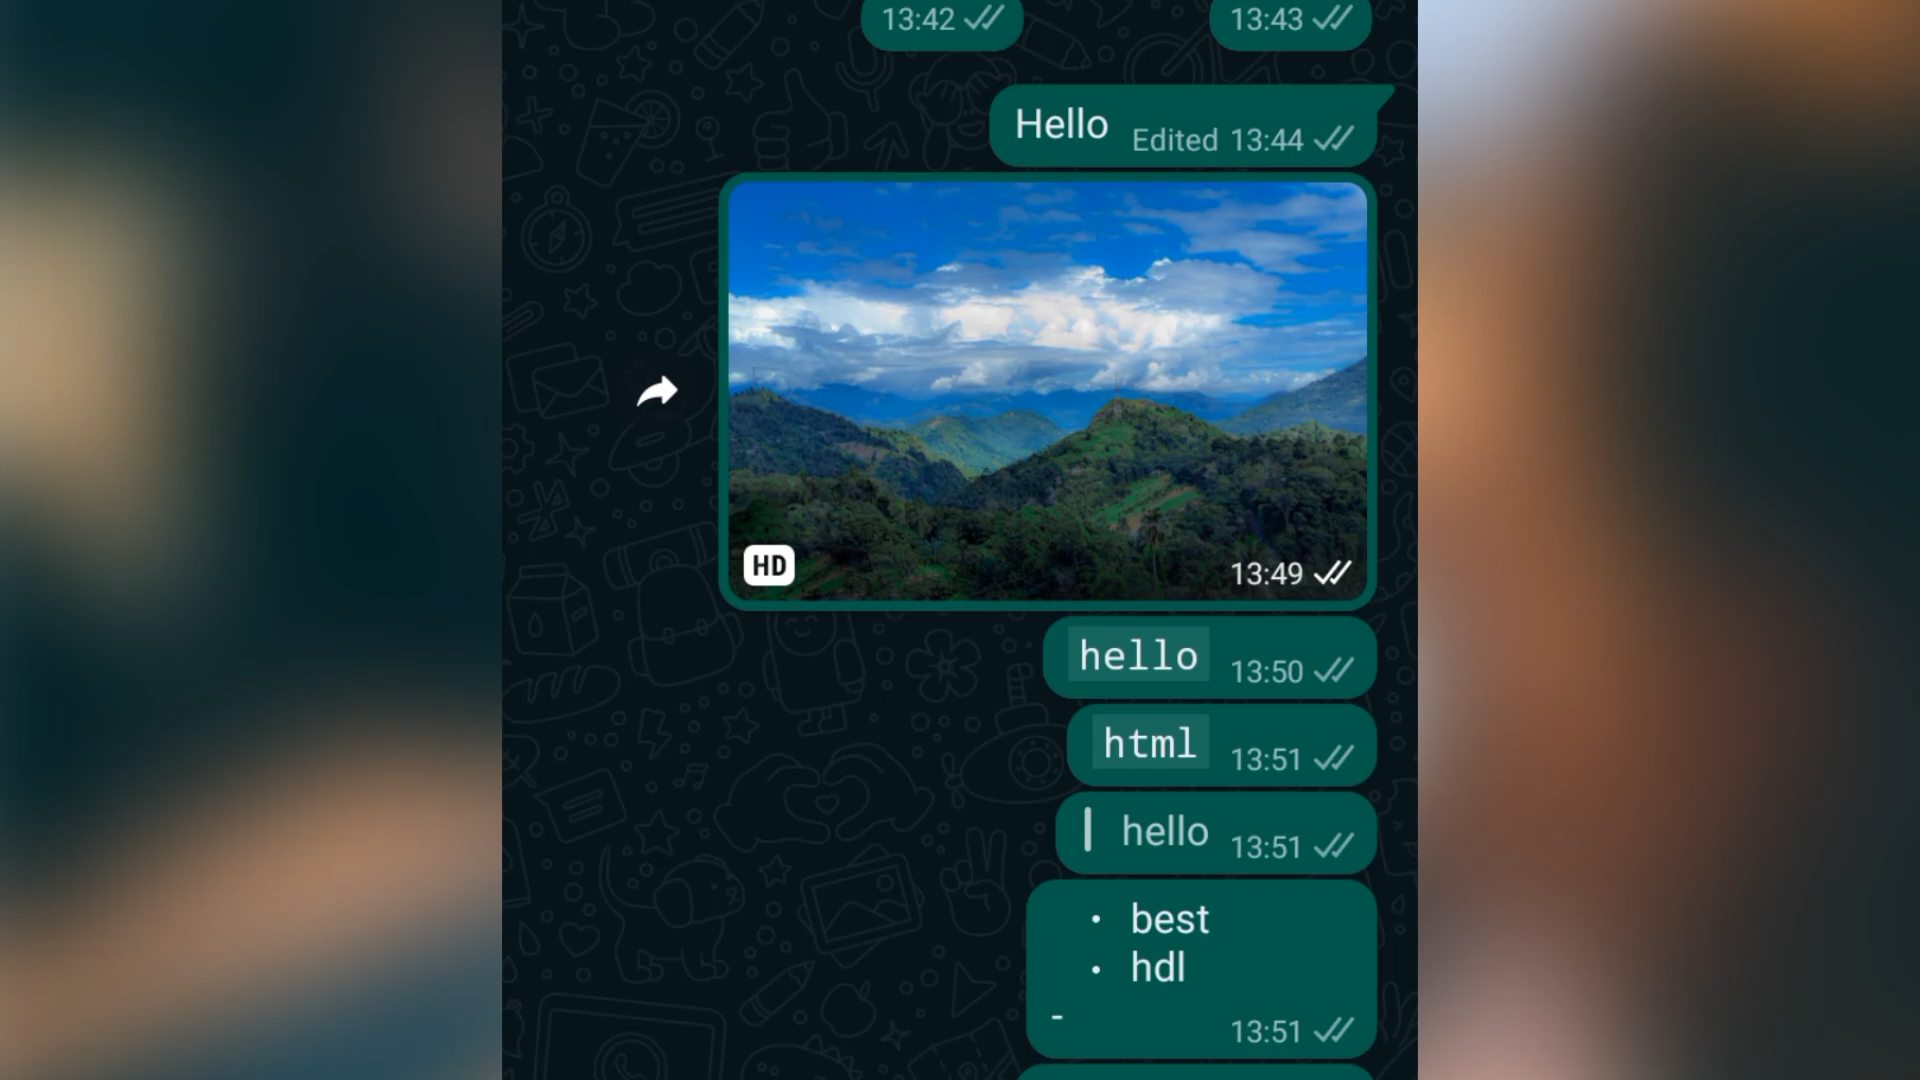 13:42
13:43
Hello Edited 13:44
HD 13:49
hello 13:50
html 13:51
hello 13:51
• best
• hdl
- 13:51